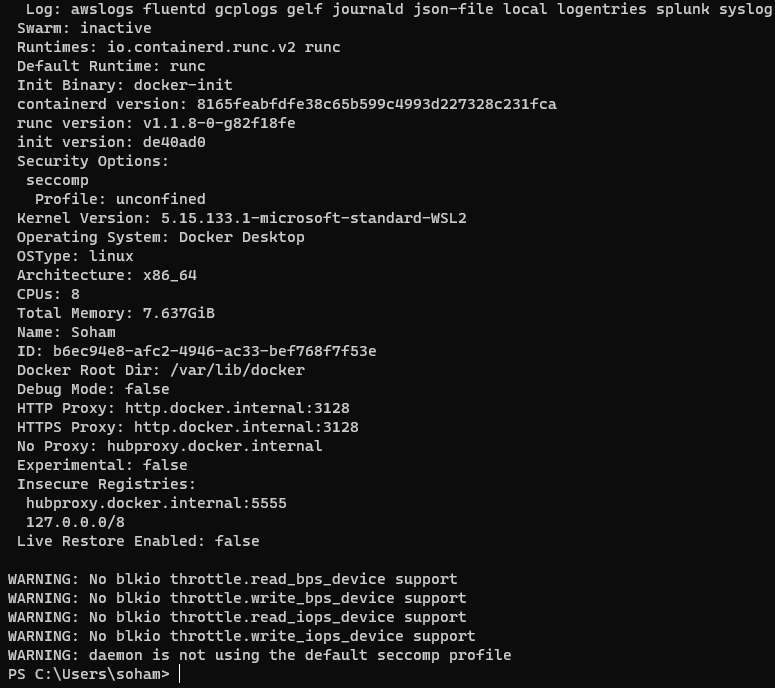 Log: awslogs fluentd gcplogs gelf journald json-file local logentries splunk syslog
Swarm: inactive
Runtimes: io.containerd.runc.v2 runc
Default Runtime: runc
Init Binary: docker-init
containerd version: 8165feabfdfe38c65b599c4993d227328c231fca
runc version: v1.1.8-0-g82f18fe
init version: de40ad0
Security Options:
seccomp
Profile: unconfined
Kernel Version: 5.15.133.1-microsoft-standard-WSL2
Operating System: Docker Desktop
OSType: linux
Architecture: x86_64
CPUs: 8
Total Memory: 7.637GiB
Name: Soham
ID: b6ec94e8-afc2-4946-ac33-bef768f7f53e
Docker Root Dir: /var/lib/docker
Debug Mode: false
HTTP Proxy: http.docker.internal:3128
HTTPS Proxy: http.docker.internal:3128
No Proxy: hubproxy.docker.internal
Experimental: false
Insecure Registries:
hubproxy.docker.internal:5555
127.0.0.0/8
Live Restore Enabled: false
WARNING: No blkio throttle.read_bps_device support
WARNING: No blkio throttle.write_bps_device support
WARNING: No blkio throttle.read_iops_device support
WARNING: No blkio throttle.write_iops_device support
WARNING: daemon is not using the default seccomp profile
PS C:\Users\soham>